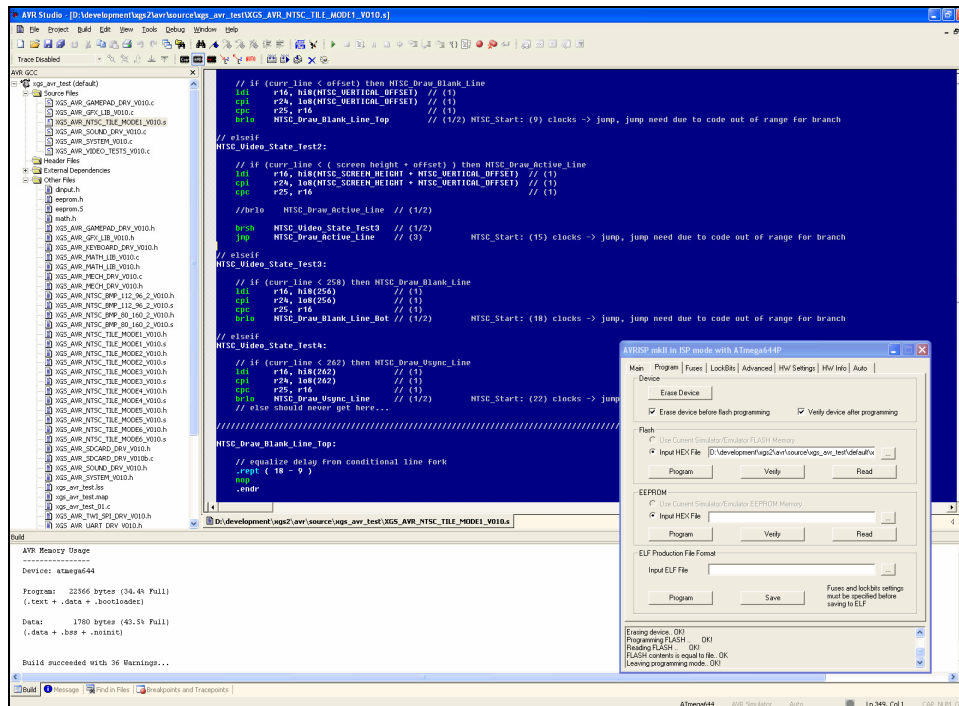 AVR Studio - [D:\development\xgs2\avr\source\xgs_avr_test\XGS_AVR_NTSC_TILE_MODE1_V010.s]
File Project Build Edit View Tools Debug Window Help
Trace Disabled
AVR GCC
xgs_avr_test (default)
Source Files
XGS_AVR_GAMEPAD_DRV_V010.c
XGS_AVR_GFX_LIB_V010.c
XGS_AVR_NTSC_TILE_MODE1_V010.s
XGS_AVR_SOUND_DRV_V010.c
XGS_AVR_SYSTEM_V010.c
XGS_AVR_VIDEO_TESTS_V010.c
Header Files
External Dependencies
Other Files
dinput.h
eeprom.h
eeprom.S
math.h
XGS_AVR_GAMEPAD_DRV_V010.h
XGS_AVR_GFX_LIB_V010.h
XGS_AVR_KEYBOARD_DRV_V010.h
XGS_AVR_MATH_LIB_V010.c
XGS_AVR_MATH_LIB_V010.h
XGS_AVR_MECH_DRV_V010.c
XGS_AVR_MECH_DRV_V010.h
XGS_AVR_NTSC_BMP_112_96_2_V010.h
XGS_AVR_NTSC_BMP_112_96_2_V010.s
XGS_AVR_NTSC_BMP_80_160_2_V010.h
XGS_AVR_NTSC_BMP_80_160_2_V010.s
XGS_AVR_NTSC_TILE_MODE1_V010.h
XGS_AVR_NTSC_TILE_MODE2_V010.h
XGS_AVR_NTSC_TILE_MODE2_V010.s
XGS_AVR_NTSC_TILE_MODE3_V010.h
XGS_AVR_NTSC_TILE_MODE3_V010.s
XGS_AVR_NTSC_TILE_MODE4_V010.h
XGS_AVR_NTSC_TILE_MODE4_V010.s
XGS_AVR_NTSC_TILE_MODE5_V010.h
XGS_AVR_NTSC_TILE_MODE5_V010.s
XGS_AVR_NTSC_TILE_MODE6_V010.h
XGS_AVR_NTSC_TILE_MODE6_V010.s
XGS_AVR_SDCARD_DRV_V010.h
XGS_AVR_SDCARD_DRV_V010b.c
XGS_AVR_SOUND_DRV_V010.h
XGS_AVR_SYSTEM_V010.h
xgs_avr_test.lss
xgs_avr_test.map
xgs_avr_test_01.c
XGS_AVR_TWI_SPI_DRV_V010.h
XGS_AVR_UART_DRV_V010.h
// if (curr_line < offset) then NTSC_Draw_Blank_Line
ldi r16, hi8(NTSC_VERTICAL_OFFSET) // (1)
cpi r24, lo8(NTSC_VERTICAL_OFFSET) // (1)
cpc r25, r16 // (1)
brlo NTSC_Draw_Blank_Line_Top // (1/2) NTSC_Start: (9) clocks -> jump, jump need due to code out of range for branch
// elseif
NTSC_Video_State_Test2:
// if (curr_line < ( screen height + offset) ) then NTSC_Draw_Active_Line
ldi r16, hi8(NTSC_SCREEN_HEIGHT + NTSC_VERTICAL_OFFSET) // (1)
cpi r24, lo8(NTSC_SCREEN_HEIGHT + NTSC_VERTICAL_OFFSET) // (1)
cpc r25, r16 // (1)
//brlo NTSC_Draw_Active_Line // (1/2)
brsh NTSC_Video_State_Test3 // (1/2)
jmp NTSC_Draw_Active_Line // (3) NTSC_Start: (15) clocks -> jump, jump need due to code out of range for branch
// elseif
NTSC_Video_State_Test3:
// if (curr_line < 258) then NTSC_Draw_Blank_Line
ldi r16, hi8(256) // (1)
cpi r24, lo8(256) // (1)
cpc r25, r16 // (1)
brlo NTSC_Draw_Blank_Line_Bot // (1/2) NTSC_Start: (18) clocks -> jump, jump need due to code out of range for branch
// elseif
NTSC_Video_State_Test4:
// if (curr_line < 262) then NTSC_Draw_Vsync_Line
ldi r16, hi8(262) // (1)
cpi r24, lo8(262) // (1)
cpc r25, r16 // (1)
brlo NTSC_Draw_Vsync_Line // (1/2) NTSC_Start: (22) clocks -> jump
// else should never get here...
NTSC_Draw_Blank_Line_Top:
// equalize delay from conditional line fork
.rept ( 18 - 9 )
nop
.endr
D:\development\xgs2\avr\source\xgs_avr_test\XGS_AVR_NTSC_TILE_MODE1_V010.s
Build
AVR Memory Usage
----------------
Device: atmega644
Program: 22566 bytes (34.4% Full)
(.text + .data + .bootloader)
Data: 1780 bytes (43.5% Full)
(.data + .bss + .noinit)
Build succeeded with 36 Warnings...
Build Message Find in Files Breakpoints and Tracepoints
ATmega644 AVR Simulator Auto Ln 349, Col 1 CAP NUM
AVRISP mkII in ISP mode with ATmega644P
Main Program Fuses LockBits Advanced HW Settings HW Info Auto
Device
Erase Device
Erase device before flash programming Verify device after programming
Flash
Use Current Simulator/Emulator FLASH Memory
Input HEX File D:\development\xgs2\avr\source\xgs_avr_test\default\x ...
Program Verify Read
EEPROM
Use Current Simulator/Emulator EEPROM Memory
Input HEX File ...
Program Verify Read
ELF Production File Format
Input ELF File ...
Program Save
Fuses and lockbits settings
must be specified before
saving to ELF
Erasing device.. OK!
Programming FLASH .. OK!
Reading FLASH .. OK!
FLASH contents is equal to file.. OK
Leaving programming mode.. OK!